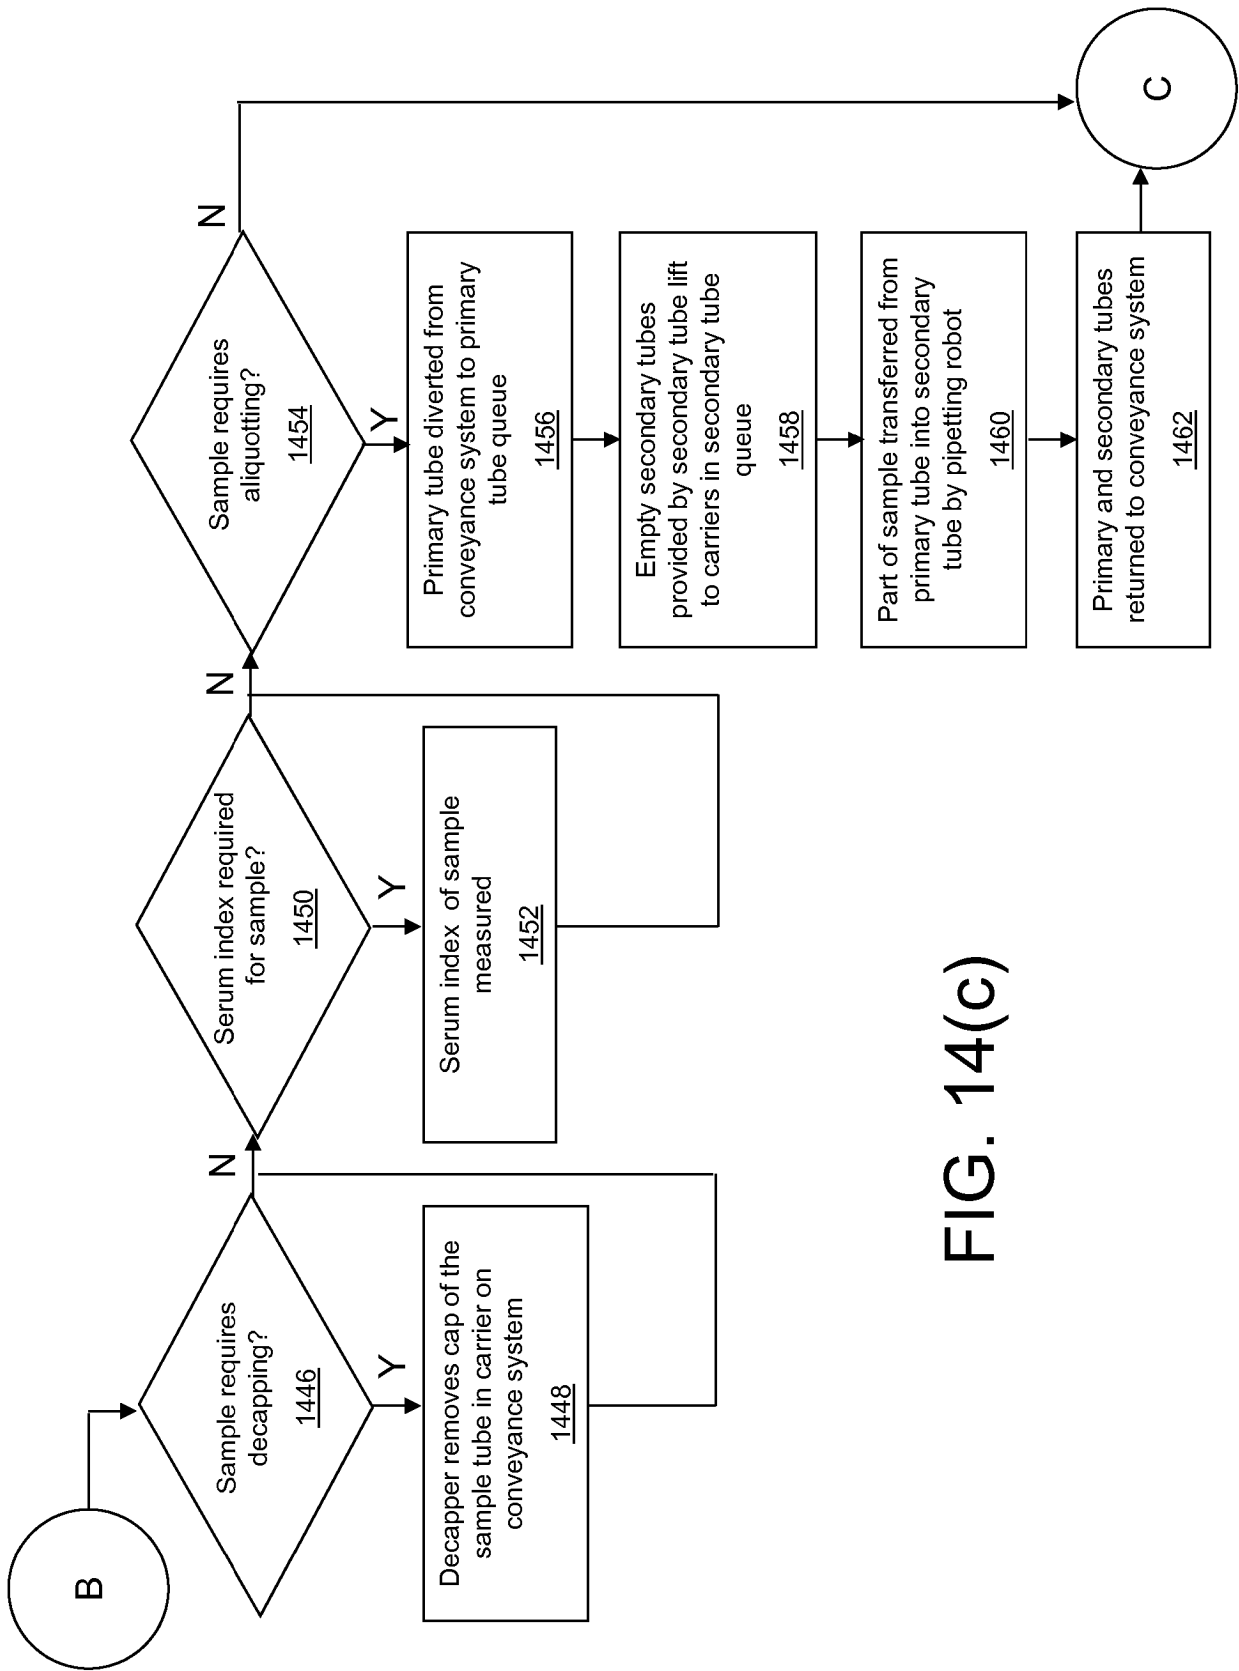 B
Sample requires
decapping?
1446
N
Y
Decapper removes cap of the
sample tube in carrier on
conveyance system
1448
Serum index required
for sample?
1450
N
Y
Serum index of sample
measured
1452
Sample requires
aliquotting?
1454
N
Y
Primary tube diverted from
conveyance system to primary
tube queue
1456
Empty secondary tubes
provided by secondary tube lift
to carriers in secondary tube
queue
1458
Part of sample transferred from
primary tube into secondary
tube by pipetting robot
1460
Primary and secondary tubes
returned to conveyance system
1462
C
FIG. 14(c)